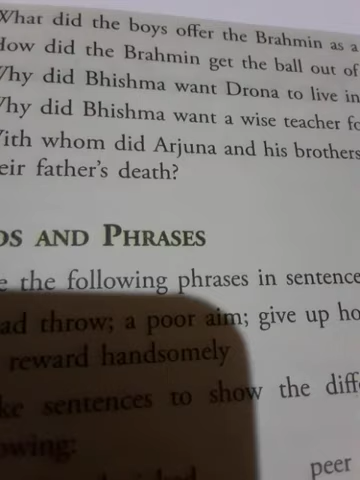 What did the boys offer the Brahmin as a
How did the Brahmin get the ball out of
Why did Bhishma want Drona to live in
Why did Bhishma want a wise teacher fo
With whom did Arjuna and his brothers
eir father's death?
DS AND PHRASES
e the following phrases in sentence
ad throw; a poor aim; give up ho
reward handsomely
ke sentences to show the diff
owing:
peer